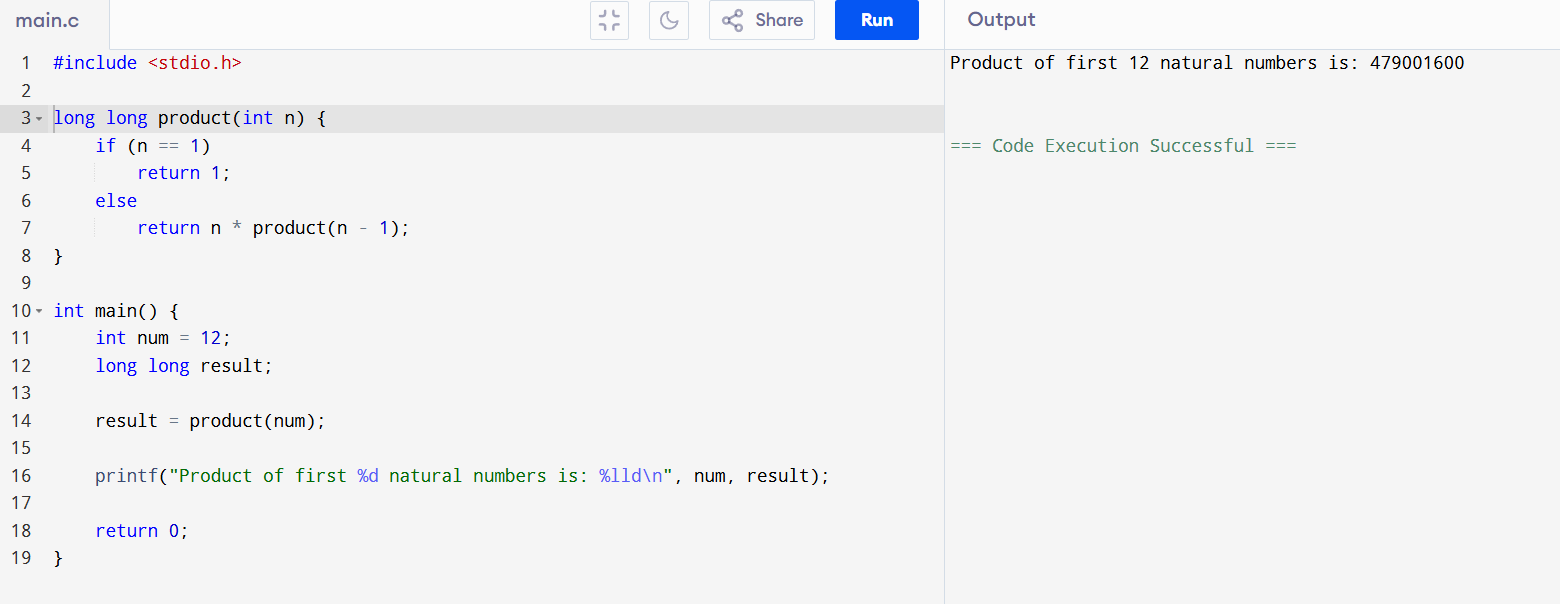 main.c
Share
Run
Output
1 #include <stdio.h>
2
3 long long product(int n) {
4     if (n == 1)
5         return 1;
6     else
7         return n * product(n - 1);
8 }
9
10 int main() {
11     int num = 12;
12     long long result;
13
14     result = product(num);
15
16     printf("Product of first %d natural numbers is: %lld\n", num, result);
17
18     return 0;
19 }
Product of first 12 natural numbers is: 479001600
=== Code Execution Successful ===